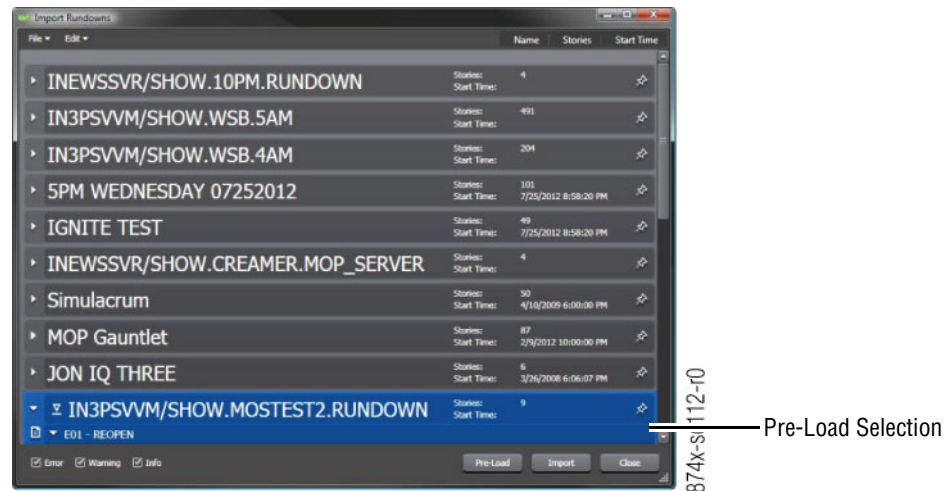 Import Rundowns
File Edit Name Stories Start Time
INEWSSVR/SHOW.10PM.RUNDOWN Stories: 4
Start Time:
IN3PSVVM/SHOW.WSB.5AM Stories: 491
Start Time:
IN3PSVVM/SHOW.WSB.4AM Stories: 204
Start Time:
5PM WEDNESDAY 07252012 Stories: 101
Start Time: 7/25/2012 8:58:20 PM
IGNITE TEST Stories: 49
Start Time: 7/25/2012 8:58:20 PM
INEWSSVR/SHOW.CREAMER.MOP_SERVER Stories: 4
Start Time:
Simulacrum Stories: 50
Start Time: 4/10/2009 6:00:00 PM
MOP Gauntlet Stories: 87
Start Time: 2/9/2012 10:00:00 PM
JON IQ THREE Stories: 6
Start Time: 3/26/2008 6:06:07 PM
IN3PSVVM/SHOW.MOSTEST2.RUNDOWN Stories: 9
Start Time:
E01 - REOPEN
Error Warning Info Pre-Load Import Close
Pre-Load Selection